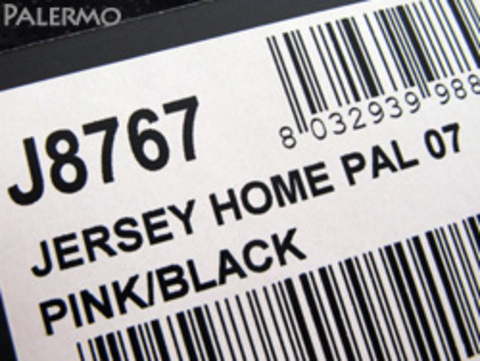 PALERMO
J8767
8 032939 988
JERSEY HOME PAL 07
PINK/BLACK